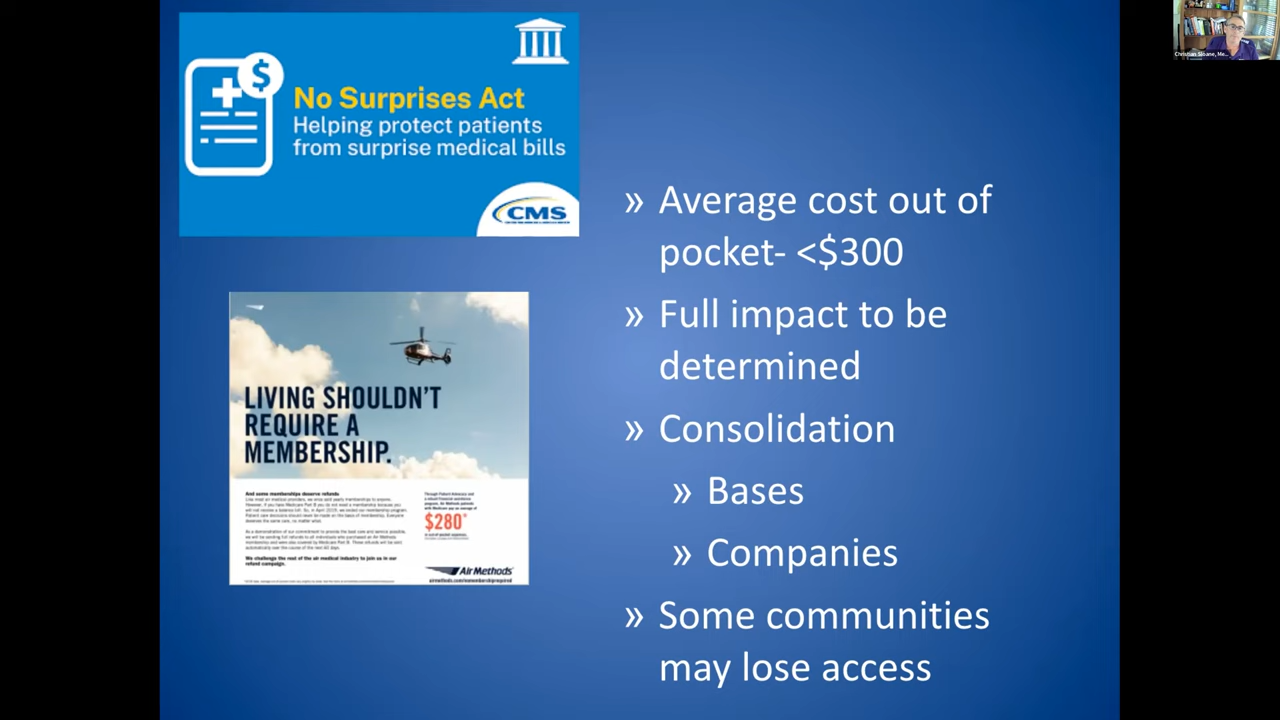 No Surprises Act
Helping protect patients
from surprise medical bills
CMS
LIVING SHOULDN'T
REQUIRE A
MEMBERSHIP.
And some memberships deserve refunds
$280*
We challenge the rest of the air medical industry to join us in our
refund campaign.
Air Methods
» Average cost out of
pocket- <$300
» Full impact to be
determined
» Consolidation
» Bases
» Companies
» Some communities
may lose access
Christian Sloane, Me...